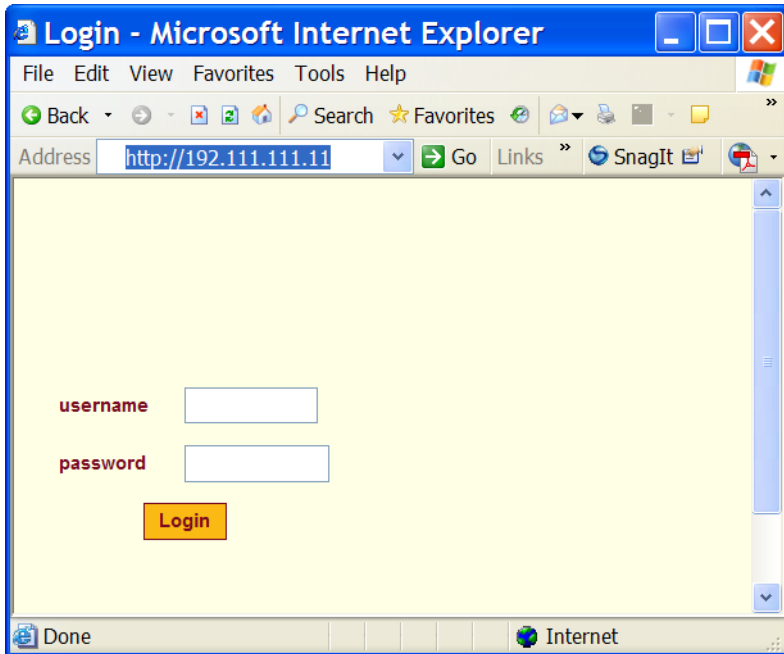 Login - Microsoft Internet Explorer
File Edit View Favorites Tools Help
Back Search Favorites »
Address http://192.111.111.11 Go Links » SnagIt
username
password
Login
Done Internet